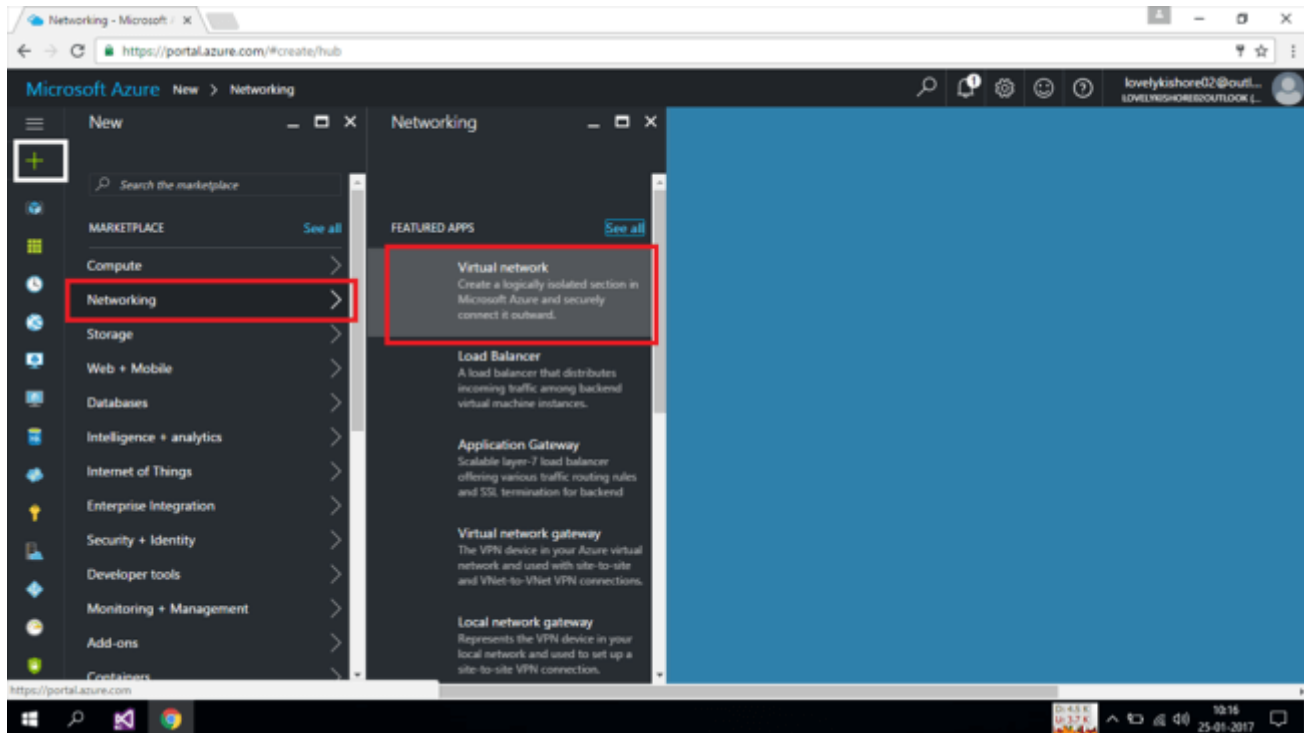 Networking - Microsoft
https://portal.azure.com/#create/hub
Microsoft Azure New > Networking
lovelykishore02@outl...
New
Networking
Search the marketplace
MARKETPLACE See all
Compute
Networking
Storage
Web + Mobile
Databases
Intelligence + analytics
Internet of Things
Enterprise Integration
Security + Identity
Developer tools
Monitoring + Management
Add-ons
Containers
FEATURED APPS See all
Virtual network
Create a logically isolated section in
Microsoft Azure and securely
connect it outward.
Load Balancer
A load balancer that distributes
incoming traffic among backend
virtual machine instances.
Application Gateway
Scalable layer-7 load balancer
offering various traffic routing rules
and SSL termination for backend
Virtual network gateway
The VPN device in your Azure virtual
network and used with site-to-site
and VNet-to-VNet VPN connections.
Local network gateway
Represents the VPN device in your
local network and used to set up a
site-to-site VPN connection.
https://portal.azure.com
10:16
25-01-2017